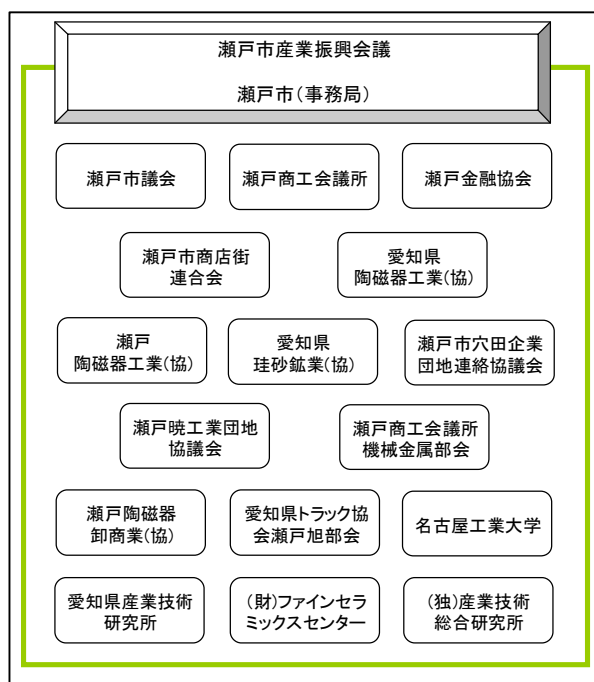 瀬戸市産業振興会議
瀬戸市（事務局）
瀬戸市議会
瀬戸商工会議所
瀬戸金融協会
瀬戸市商店街
連合会
愛知県
陶磁器工業（協）
瀬戸
陶磁器工業（協）
愛知県
珪砂鉱業（協）
瀬戸市穴田企業
団地連絡協議会
瀬戸暁工業団地
協議会
瀬戸商工会議所
機械金属部会
瀬戸陶磁器
卸商業（協）
愛知県トラック協
会瀬戸旭部会
名古屋工業大学
愛知県産業技術
研究所
（財）ファインセラ
ミックスセンター
（独）産業技術
総合研究所